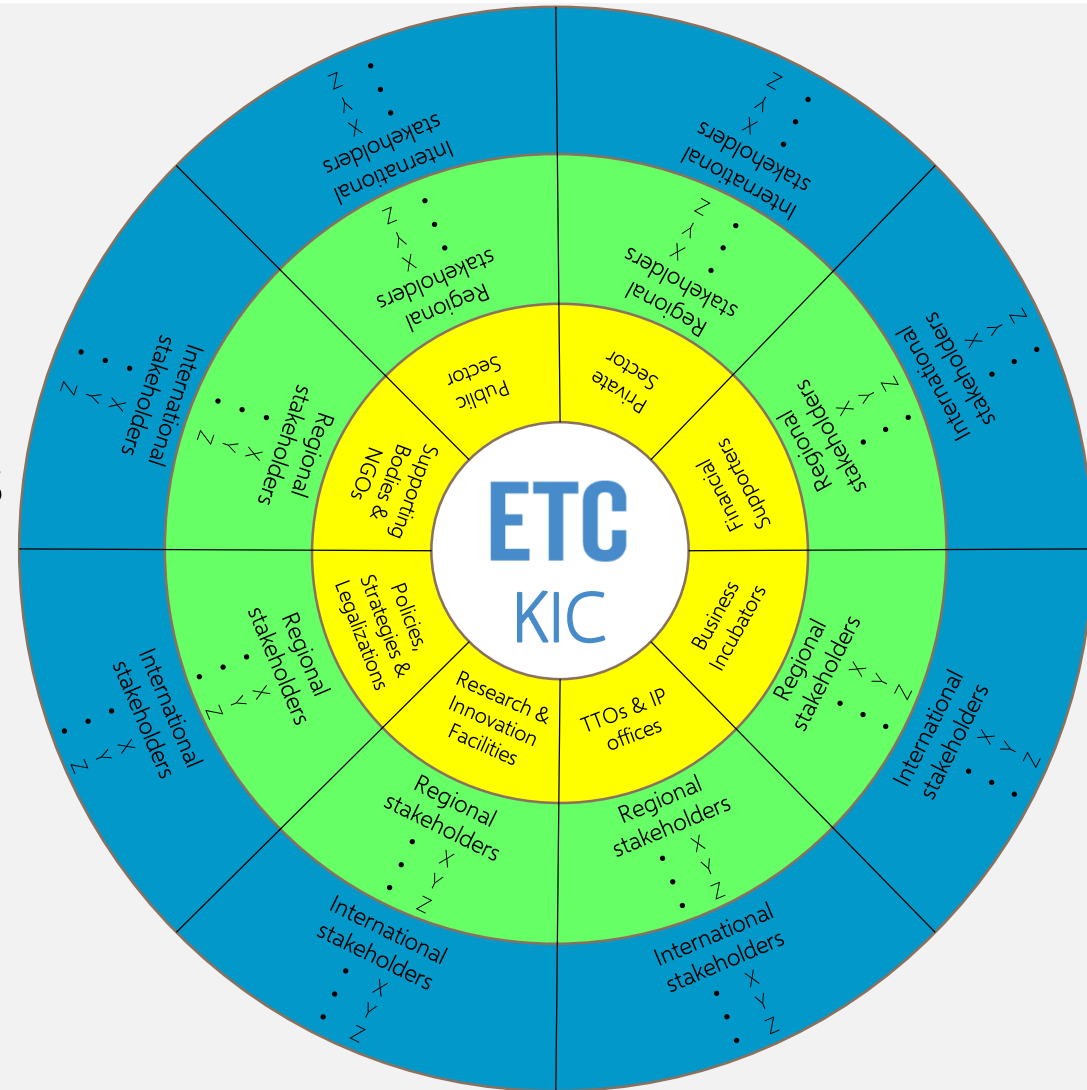 ETC
KIC
Private
Sector
Regional
stakeholders
• X
• Y
• Z
International
stakeholders
• X
• Y
• Z
Financial
Supporters
Regional
stakeholders
• X
• Y
• Z
International
stakeholders
• X
• Y
• Z
Business
Incubators
Regional
stakeholders
• X
• Y
• Z
International
stakeholders
• X
• Y
• Z
TTOs & IP
offices
Regional
stakeholders
• X
• Y
• Z
International
stakeholders
• X
• Y
• Z
Research &
Innovation
Facilities
Regional
stakeholders
• X
• Y
• Z
International
stakeholders
• X
• Y
• Z
Policies,
Strategies &
Legalizations
Regional
stakeholders
• X
• Y
• Z
International
stakeholders
• X
• Y
• Z
Supporting
Bodies &
NGOs
Regional
stakeholders
• X
• Y
• Z
International
stakeholders
• X
• Y
• Z
Public
Sector
Regional
stakeholders
• X
• Y
• Z
International
stakeholders
• X
• Y
• Z